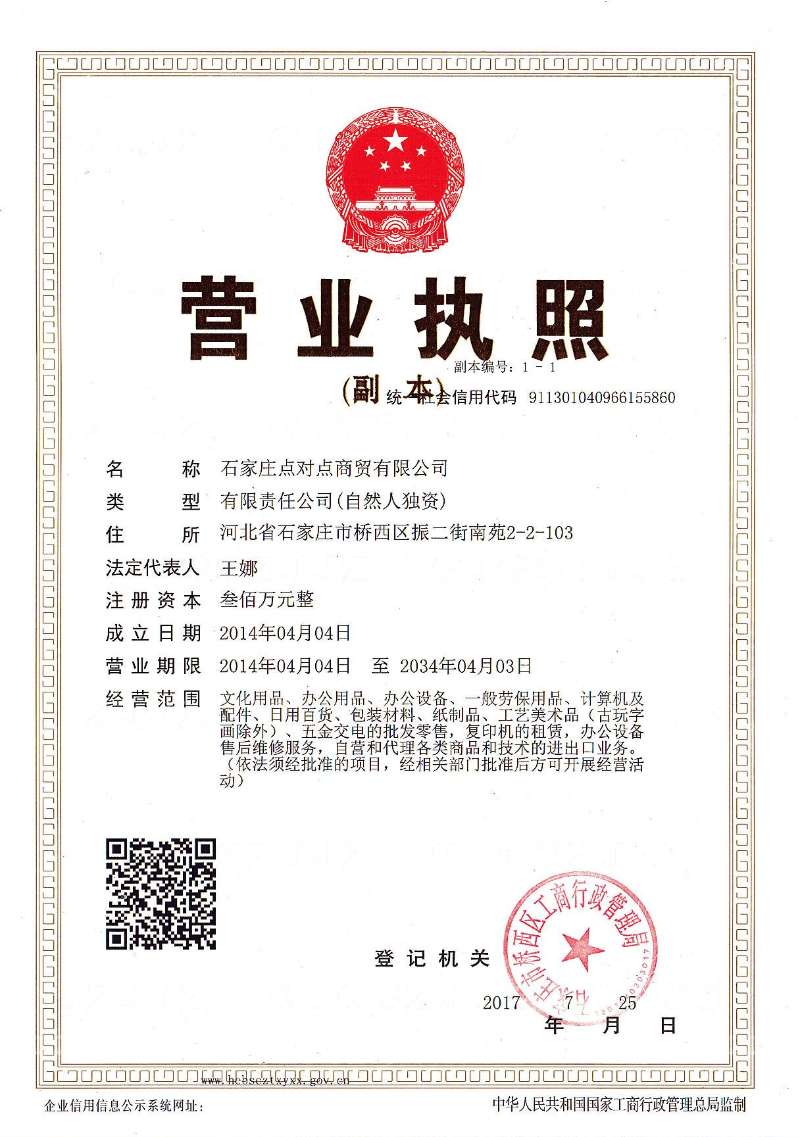 营业执照
副本编号：1－1
(副 本)
统一社会信用代码 911301040966155860
名称 石家庄点对点商贸有限公司
类型 有限责任公司(自然人独资)
住所 河北省石家庄市桥西区振二街南苑2-2-103
法定代表人 王娜
注册资本 叁佰万元整
成立日期 2014年04月04日
营业期限 2014年04月04日 至 2034年04月03日
经营范围 文化用品、办公用品、办公设备、一般劳保用品、计算机及
配件、日用百货、包装材料、纸制品、工艺美术品（古玩字
画除外）、五金交电的批发零售，复印机的租赁，办公设备
售后维修服务，自营和代理各类商品和技术的进出口业务。
（依法须经批准的项目，经相关部门批准后方可开展经营活
动）
石家庄市桥西区工商行政管理局
登记机关
2017 7 25
年 月 日
www.hebscztxyxx.gov.cn
企业信用信息公示系统网址：
中华人民共和国国家工商行政管理总局监制